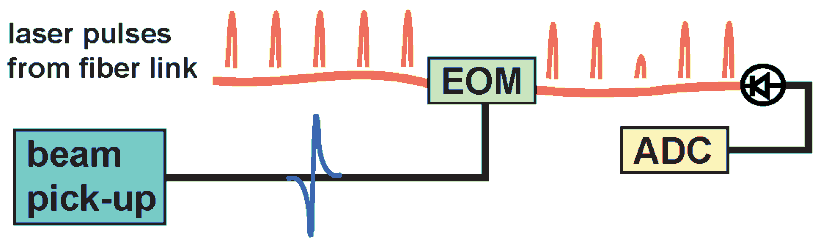 laser pulses
from fiber link
EOM
beam
pick-up
ADC